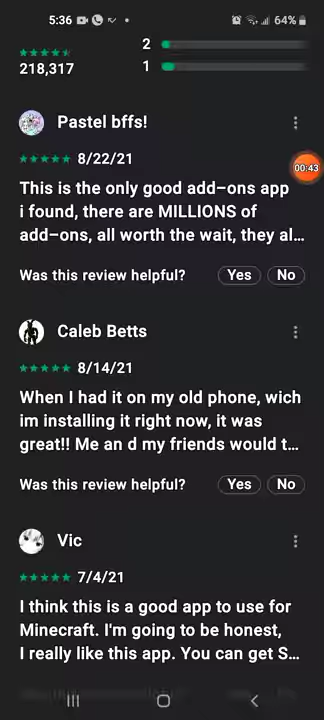 5:36 64%
2
218,317
1
Pastel bffs!
8/22/21
00:43
This is the only good add-ons app
i found, there are MILLIONS of
add-ons, all worth the wait, they al...
Was this review helpful? Yes No
Caleb Betts
8/14/21
When I had it on my old phone, wich
im installing it right now, it was
great!! Me an d my friends would t...
Was this review helpful? Yes No
Vic
7/4/21
I think this is a good app to use for
Minecraft. I'm going to be honest,
I really like this app. You can get S...